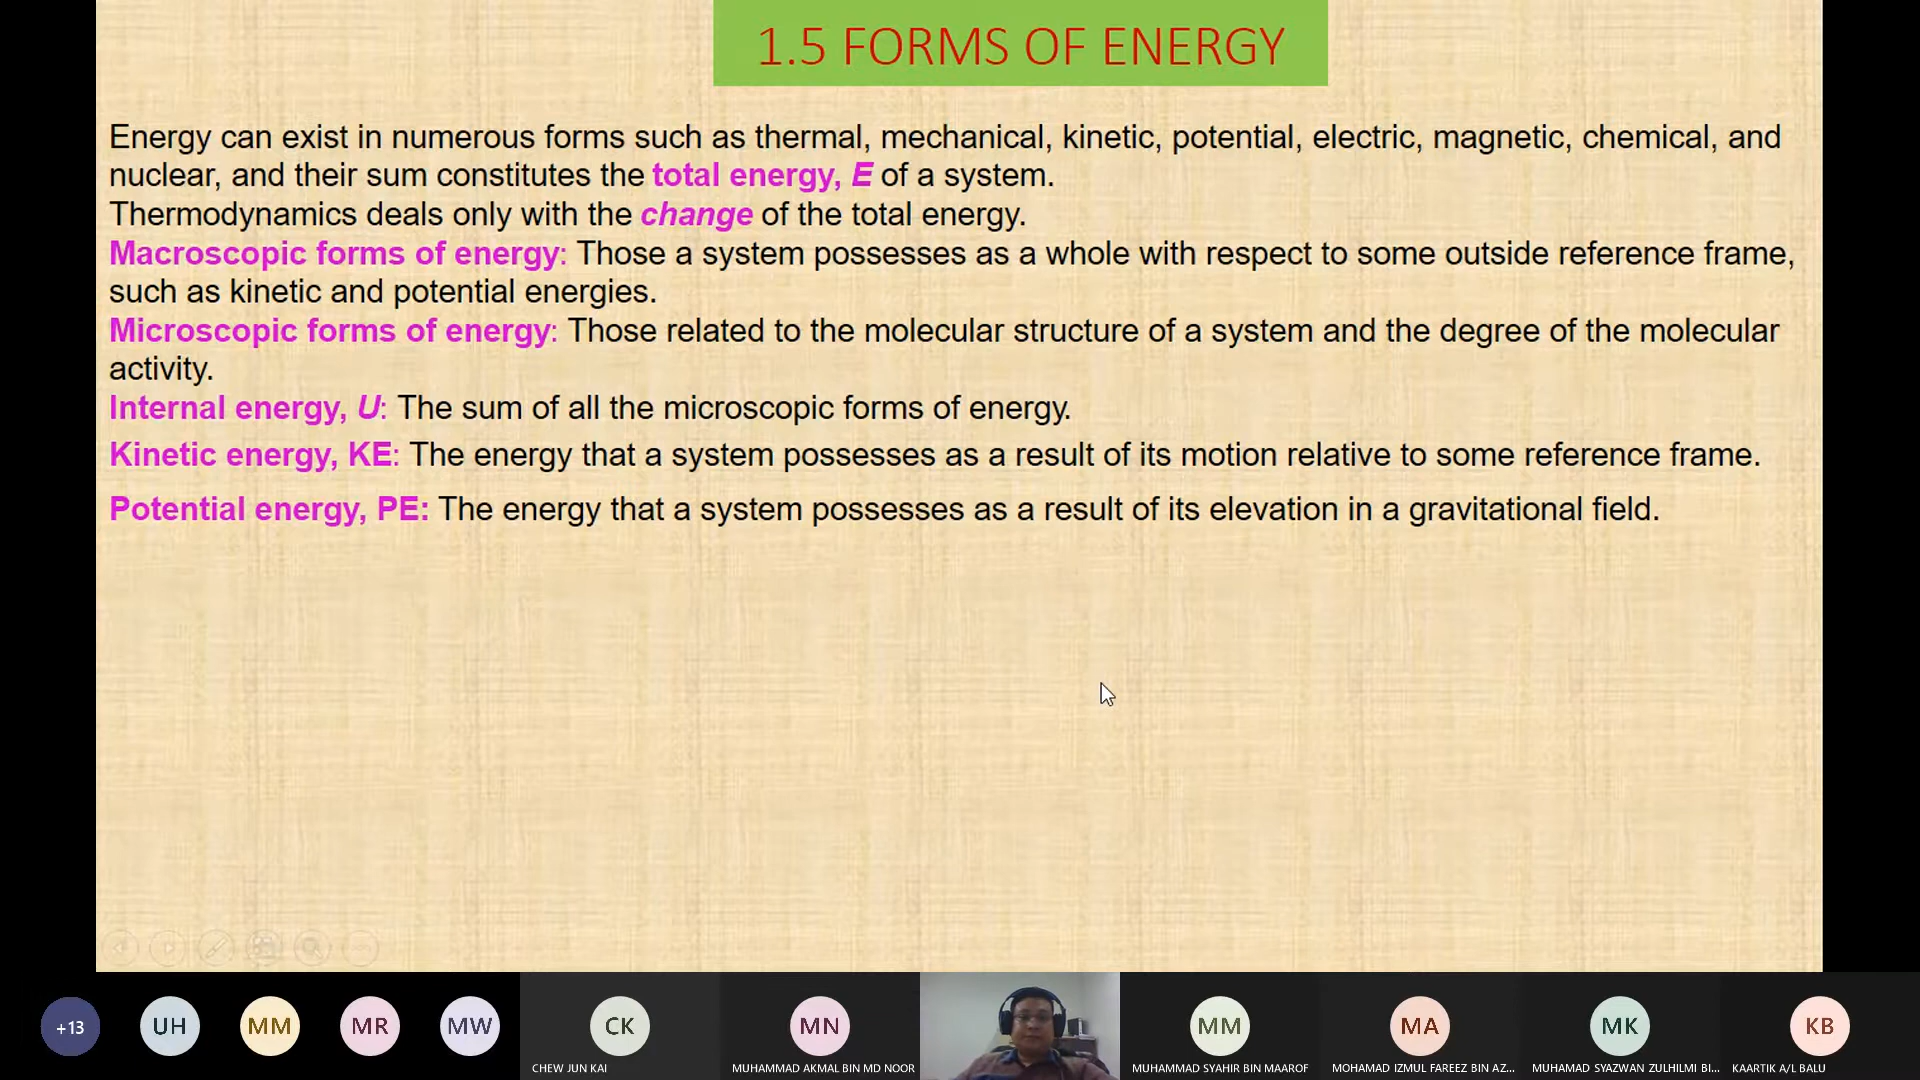 1.5 FORMS OF ENERGY
Energy can exist in numerous forms such as thermal, mechanical, kinetic, potential, electric, magnetic, chemical, and
nuclear, and their sum constitutes the total energy, E of a system.
Thermodynamics deals only with the change of the total energy.
Macroscopic forms of energy: Those a system possesses as a whole with respect to some outside reference frame,
such as kinetic and potential energies.
Microscopic forms of energy: Those related to the molecular structure of a system and the degree of the molecular
activity.
Internal energy, U: The sum of all the microscopic forms of energy.
Kinetic energy, KE: The energy that a system possesses as a result of its motion relative to some reference frame.
Potential energy, PE: The energy that a system possesses as a result of its elevation in a gravitational field.
+13 UH MM MR MW CK MN MM MA MK KB
CHEW JUN KAI MUHAMMAD AKMAL BIN MD NOOR MUHAMMAD SYAHIR BIN MAAROF MOHAMAD IZMUL FAREEZ BIN AZ... MUHAMAD SYAZWAN ZULHILMI BI... KAARTIK A/L BALU